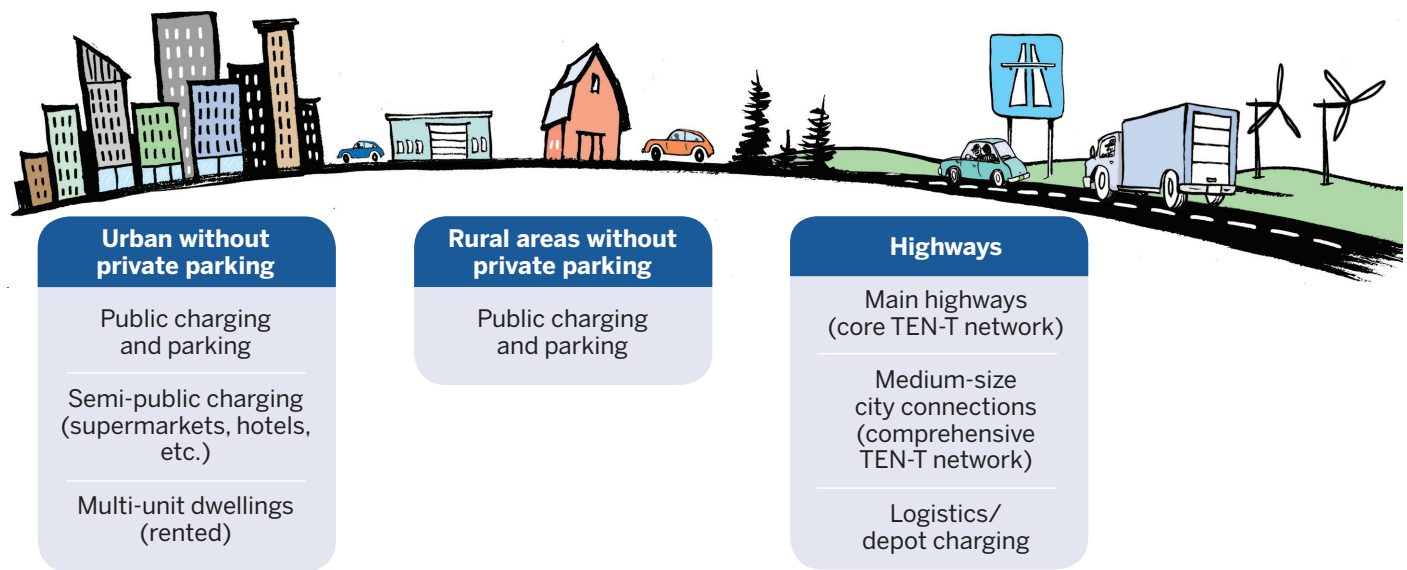 Urban without
private parking
Public charging
and parking
Semi-public charging
(supermarkets, hotels,
etc.)
Multi-unit dwellings
(rented)
Rural areas without
private parking
Public charging
and parking
Highways
Main highways
(core TEN-T network)
Medium-size
city connections
(comprehensive
TEN-T network)
Logistics/
depot charging